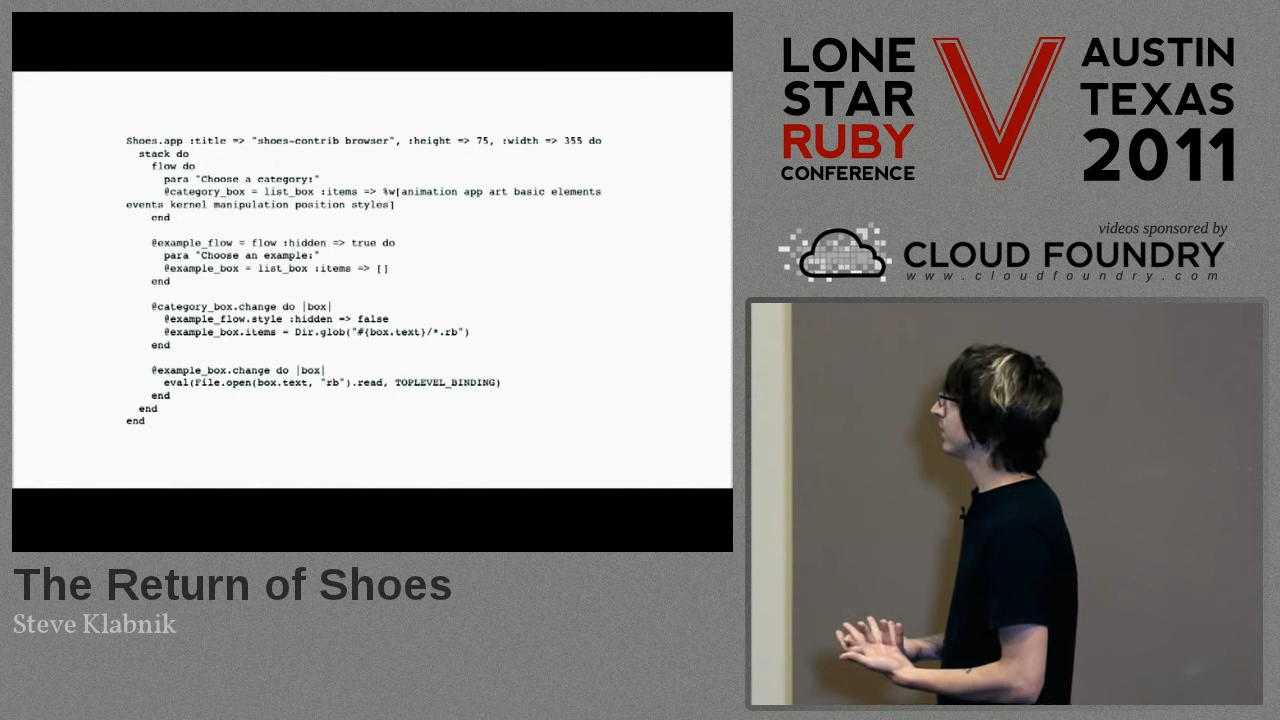 Shoes.app :title => "shoes-contrib browser", :height => 75, :width => 355 do
stack do
flow do
para "Choose a category:"
@category_box = list_box :items => %w[animation app art basic elements
events kernel manipulation position styles]
end
@example_flow = flow :hidden => true do
para "Choose an example:"
@example_box = list_box :items => []
end
@category_box.change do |box|
@example_flow.style :hidden => false
@example_box.items = Dir.glob("#{box.text}/*.rb")
end
@example_box.change do |box|
eval(File.open(box.text, "rb").read, TOPLEVEL_BINDING)
end
end
end
The Return of Shoes
Steve Klabnik
LONE
STAR
RUBY
CONFERENCE
V
AUSTIN
TEXAS
2011
videos sponsored by
CLOUD FOUNDRY
www.cloudfoundry.com